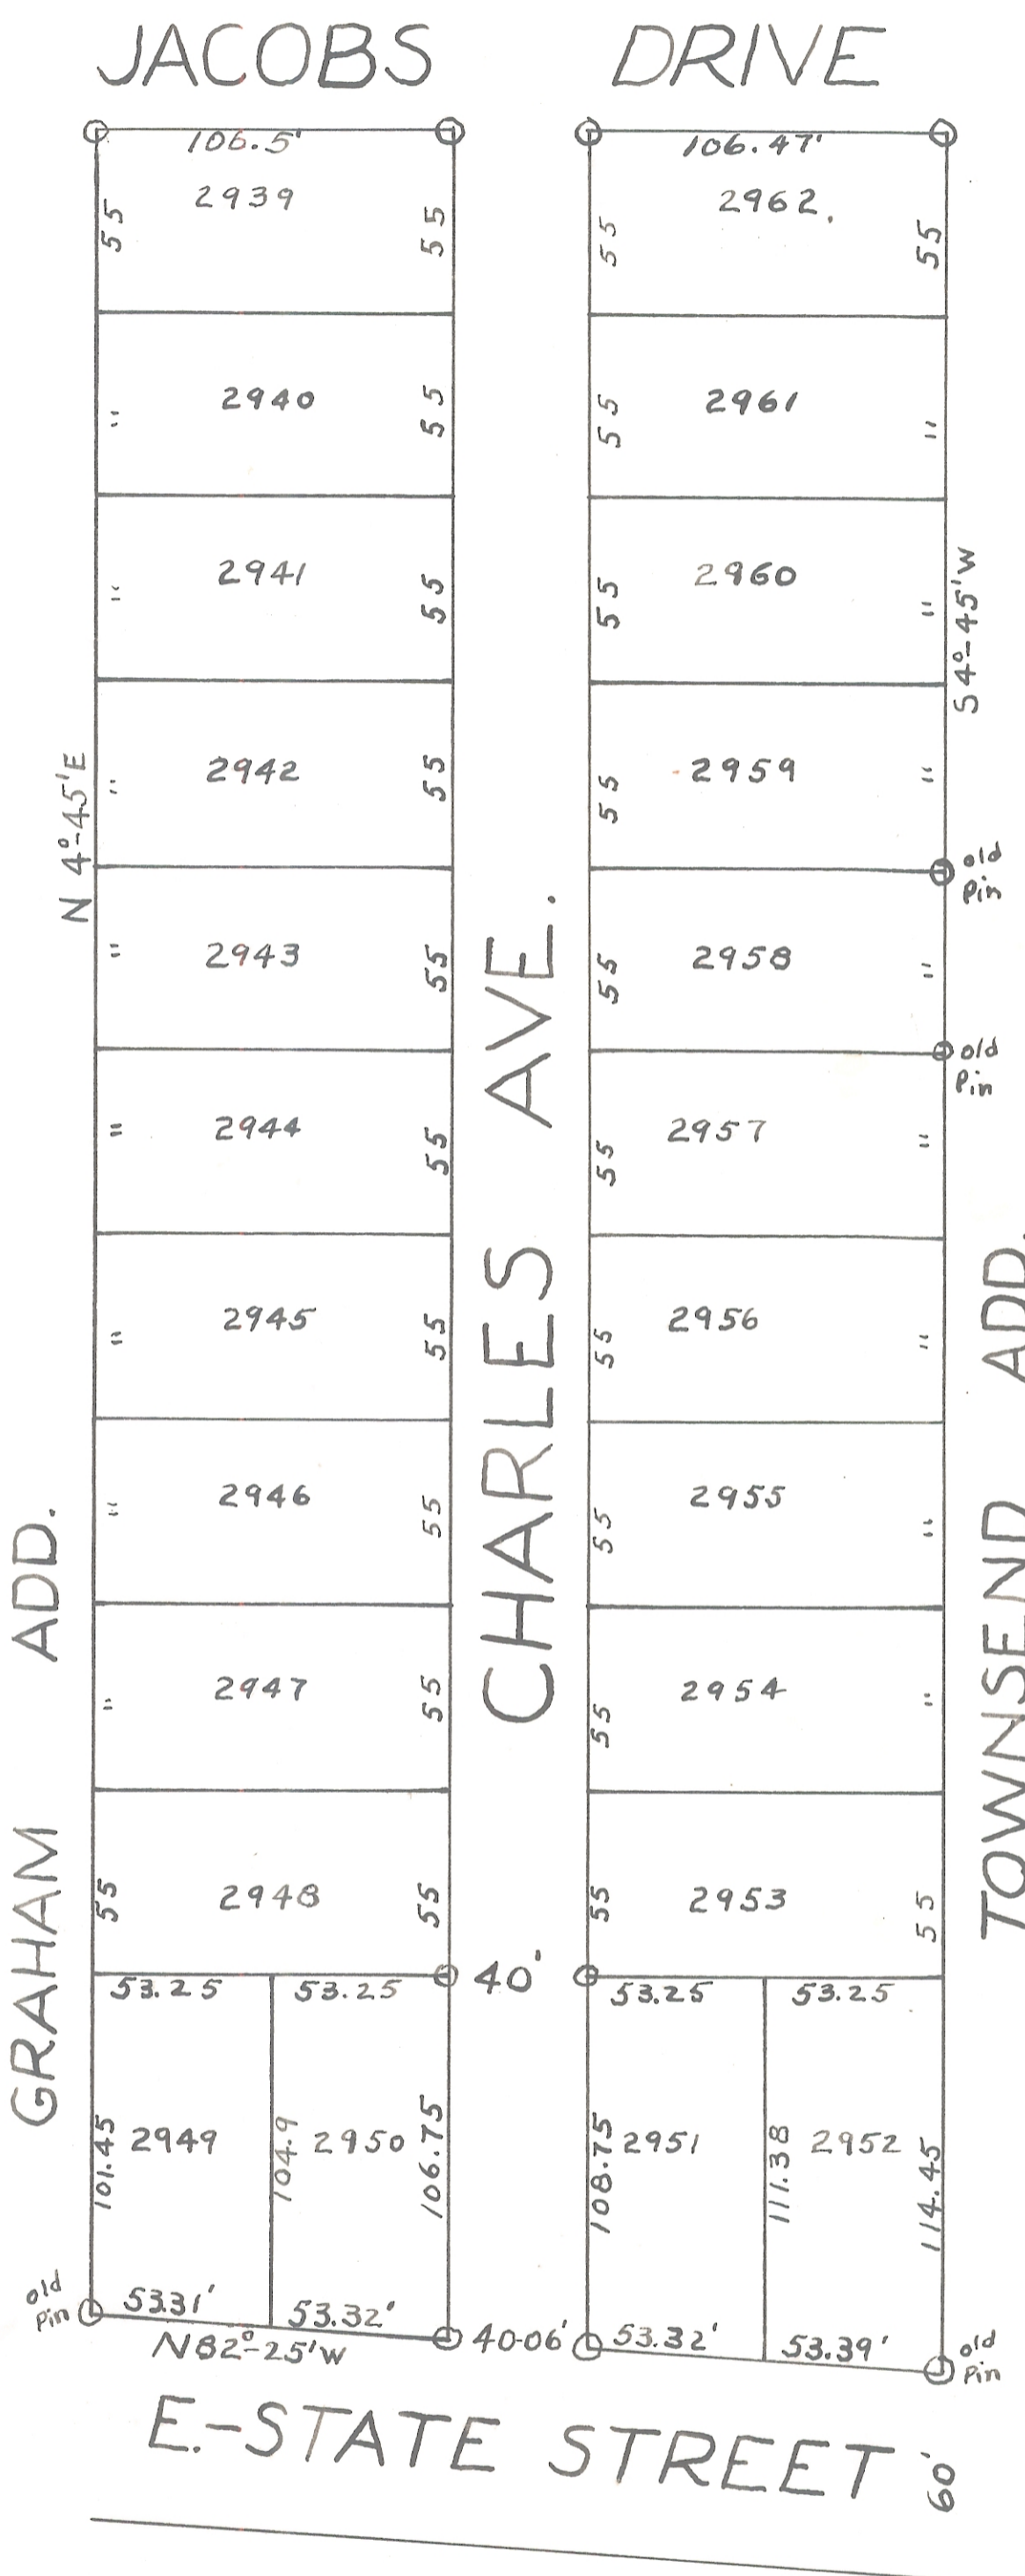 JACOBS DRIVE
106.5' 106.47'
2939 2962.
55 55 55 55
2940 2961
" 55 55 "
2941 2960
" 55 55 "
S 4°-45' W
2942 2959
" 55 55 "
N 4°-45' E
old Pin
2943 2958
" 55 55 "
old Pin
2944 2957
" 55 55 "
2945 2956
" 55 55 "
2946 2955
" 55 55 "
2947 2954
" 55 55 "
2948 2953
55 55 55 55
CHARLES AVE.
GRAHAM ADD.
TOWNSEND ADD.
53.25 53.25 40' 53.25 53.25
101.45 2949 104.9 2950 106.75 108.75 2951 111.38 2952 114.45
old Pin 53.31' 53.32' 40.06' 53.32' 53.39' old Pin
N82°-25'W
E.-STATE STREET 60'